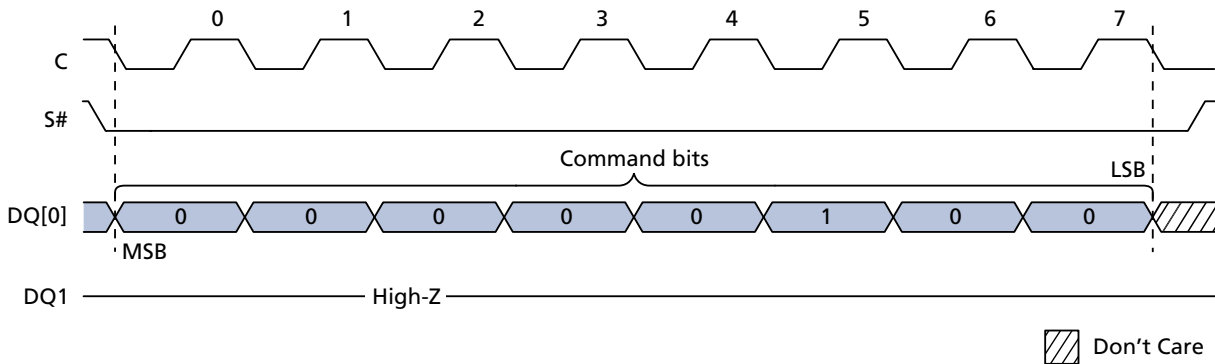 0 1 2 3 4 5 6 7
C
S#
Command bits
LSB
DQ[0] 0 0 0 0 0 1 0 0
MSB
DQ1 High-Z
Don't Care